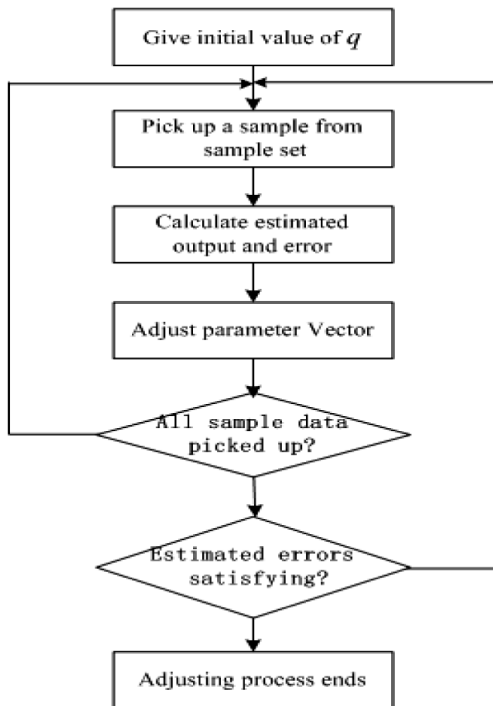 Give initial value of q
Pick up a sample from
sample set
Calculate estimated
output and error
Adjust parameter Vector
All sample data
picked up?
Estimated errors
satisfying?
Adjusting process ends